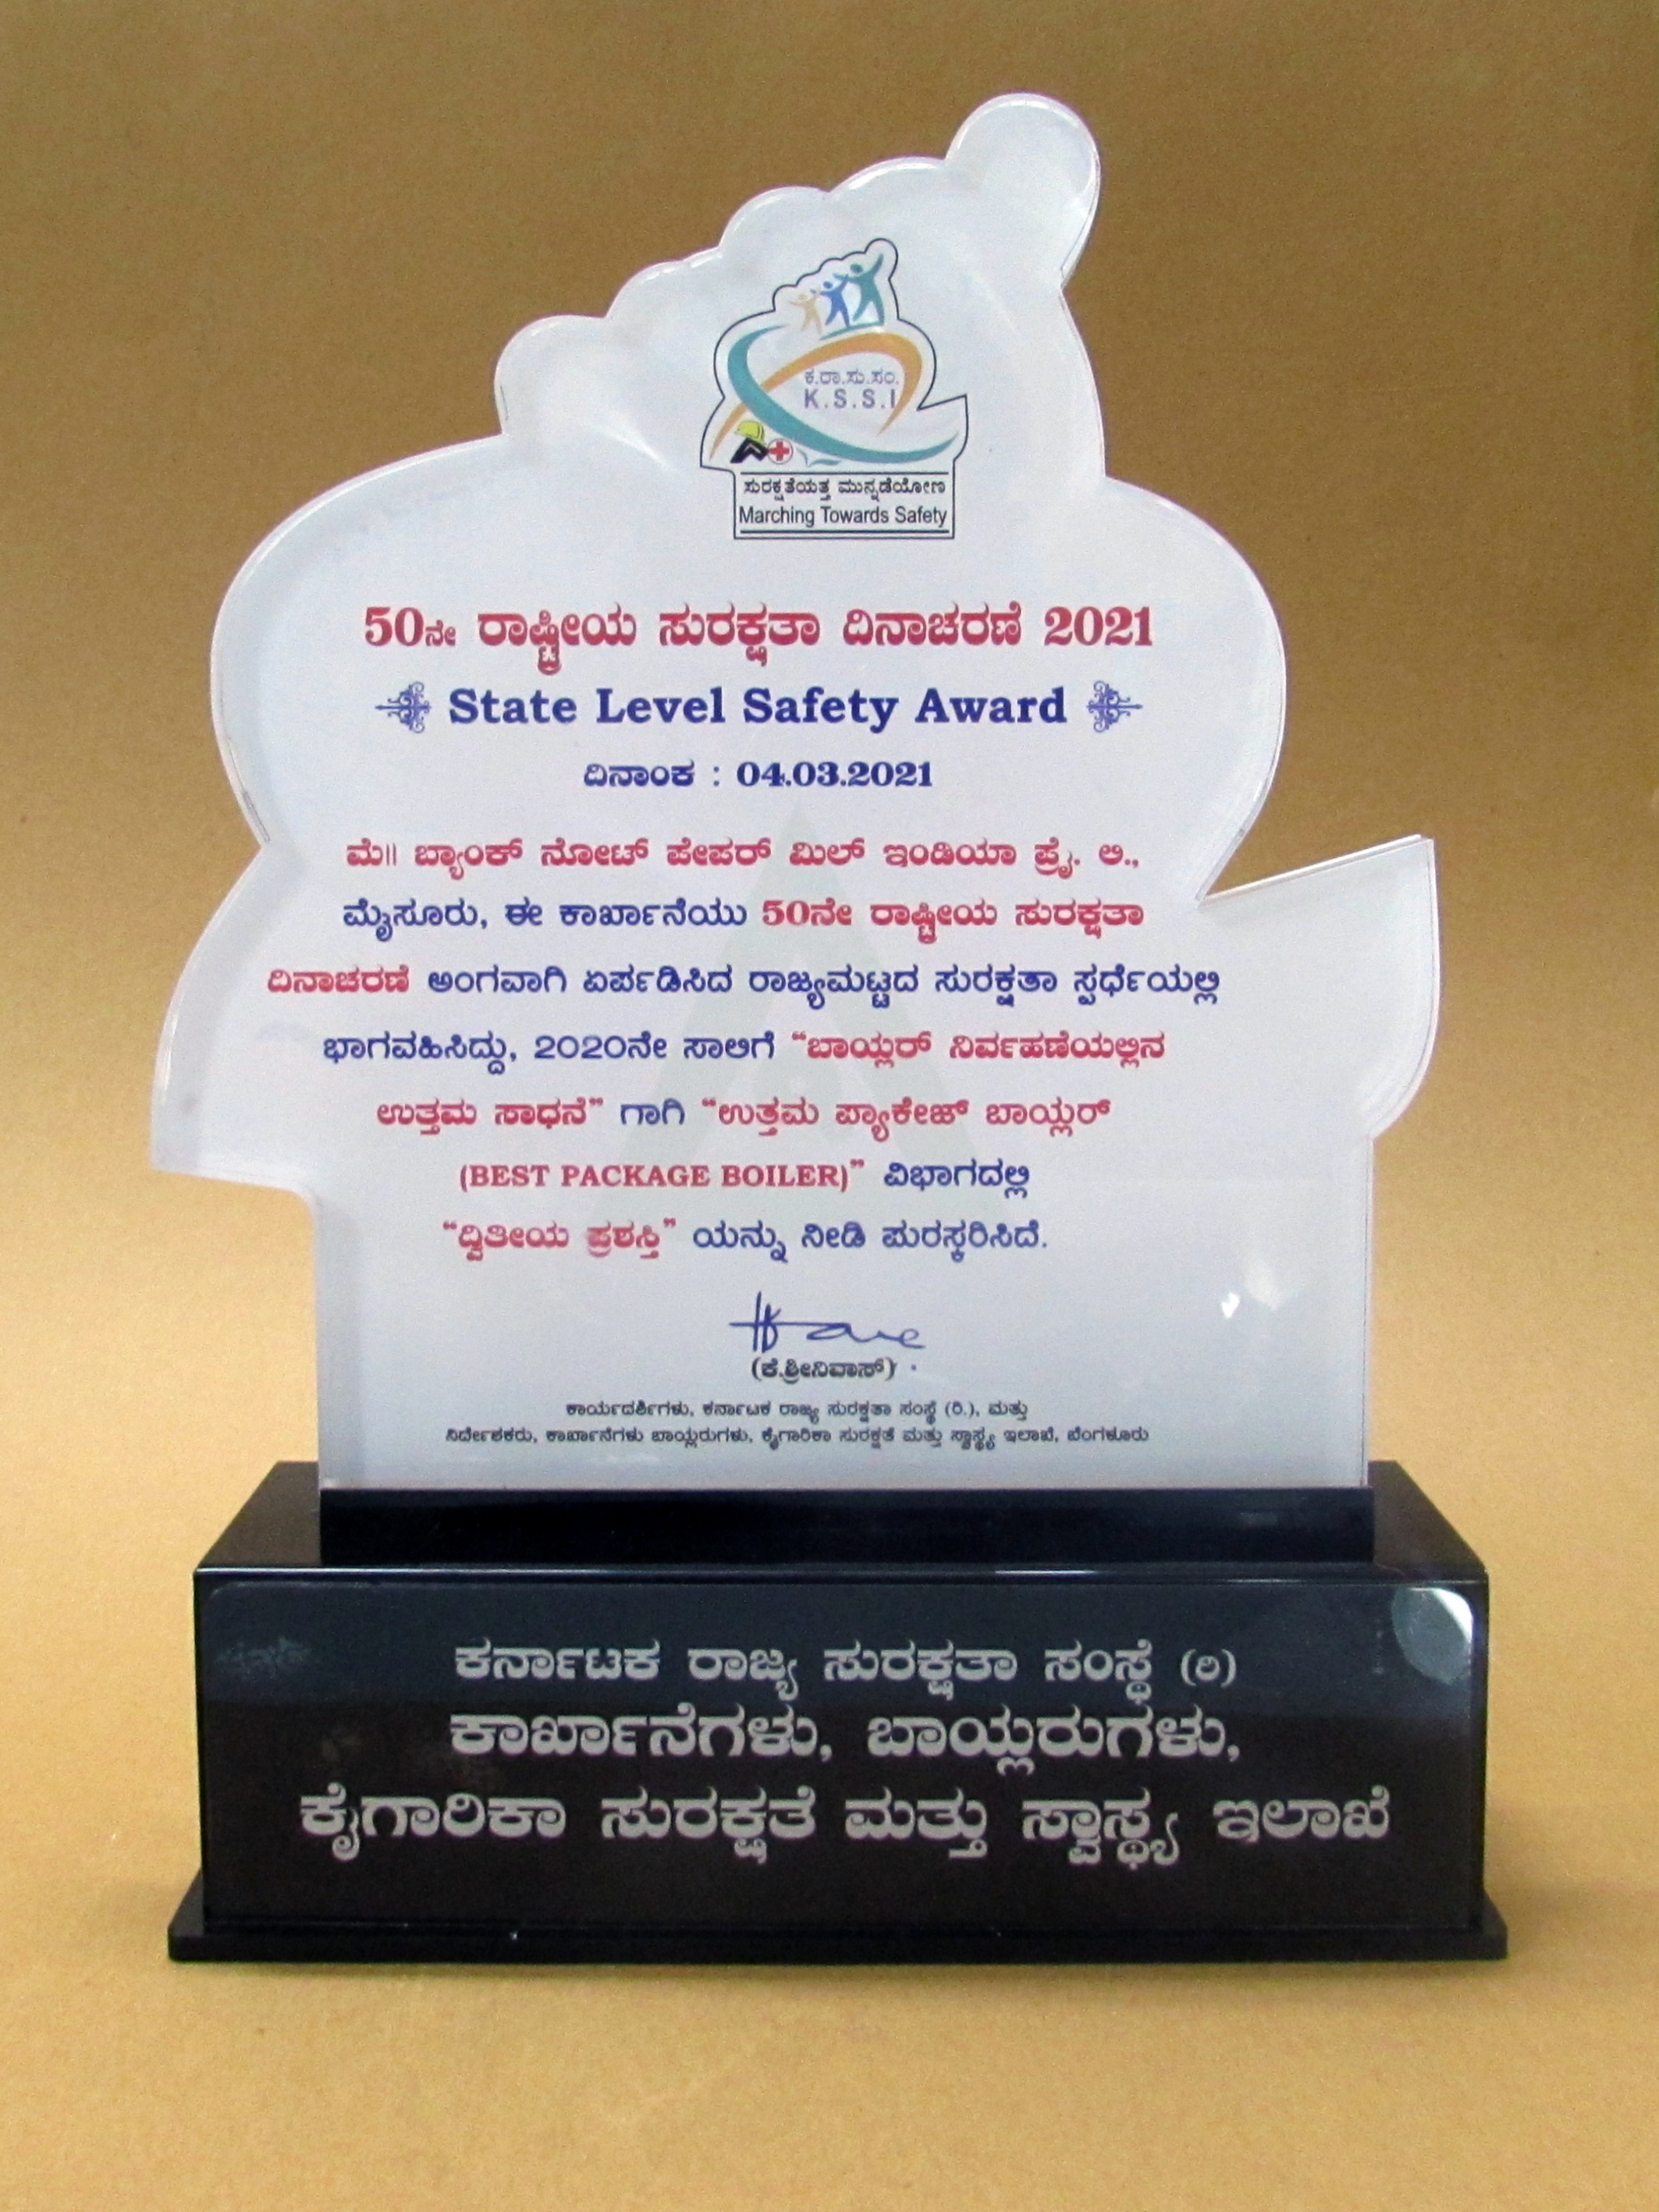 ಕ.ರಾ.ಸು.ಸಂ.
K.S.S.I
ಸುರಕ್ಷತೆಯತ್ತ ಮುನ್ನಡೆಯೋಣ
Marching Towards Safety
50ನೇ ರಾಷ್ಟ್ರೀಯ ಸುರಕ್ಷತಾ ದಿನಾಚರಣೆ 2021
State Level Safety Award
ದಿನಾಂಕ : 04.03.2021
ಮೆ|| ಬ್ಯಾಂಕ್ ನೋಟ್ ಪೇಪರ್ ಮಿಲ್ ಇಂಡಿಯಾ ಪ್ರೈ. ಲಿ.,
ಮೈಸೂರು, ಈ ಕಾರ್ಖಾನೆಯು 50ನೇ ರಾಷ್ಟ್ರೀಯ ಸುರಕ್ಷತಾ
ದಿನಾಚರಣೆ ಅಂಗವಾಗಿ ಏರ್ಪಡಿಸಿದ ರಾಜ್ಯಮಟ್ಟದ ಸುರಕ್ಷತಾ ಸ್ಪರ್ಧೆಯಲ್ಲಿ
ಭಾಗವಹಿಸಿದ್ದು, 2020ನೇ ಸಾಲಿಗೆ “ಬಾಯ್ಲರ್ ನಿರ್ವಹಣೆಯಲ್ಲಿನ
ಉತ್ತಮ ಸಾಧನೆ” ಗಾಗಿ “ಉತ್ತಮ ಪ್ಯಾಕೇಜ್ ಬಾಯ್ಲರ್
(BEST PACKAGE BOILER)” ವಿಭಾಗದಲ್ಲಿ
“ದ್ವಿತೀಯ ಪ್ರಶಸ್ತಿ” ಯನ್ನು ನೀಡಿ ಪುರಸ್ಕರಿಸಿದೆ.
(ಕೆ.ಶ್ರೀನಿವಾಸ್)
ಕಾರ್ಯದರ್ಶಿಗಳು, ಕರ್ನಾಟಕ ರಾಜ್ಯ ಸುರಕ್ಷತಾ ಸಂಸ್ಥೆ (ರಿ.), ಮತ್ತು
ನಿರ್ದೇಶಕರು, ಕಾರ್ಖಾನೆಗಳು ಬಾಯ್ಲರುಗಳು, ಕೈಗಾರಿಕಾ ಸುರಕ್ಷತೆ ಮತ್ತು ಸ್ವಾಸ್ಥ್ಯ ಇಲಾಖೆ, ಬೆಂಗಳೂರು
ಕರ್ನಾಟಕ ರಾಜ್ಯ ಸುರಕ್ಷತಾ ಸಂಸ್ಥೆ (ರಿ)
ಕಾರ್ಖಾನೆಗಳು, ಬಾಯ್ಲರುಗಳು,
ಕೈಗಾರಿಕಾ ಸುರಕ್ಷತೆ ಮತ್ತು ಸ್ವಾಸ್ಥ್ಯ ಇಲಾಖೆ